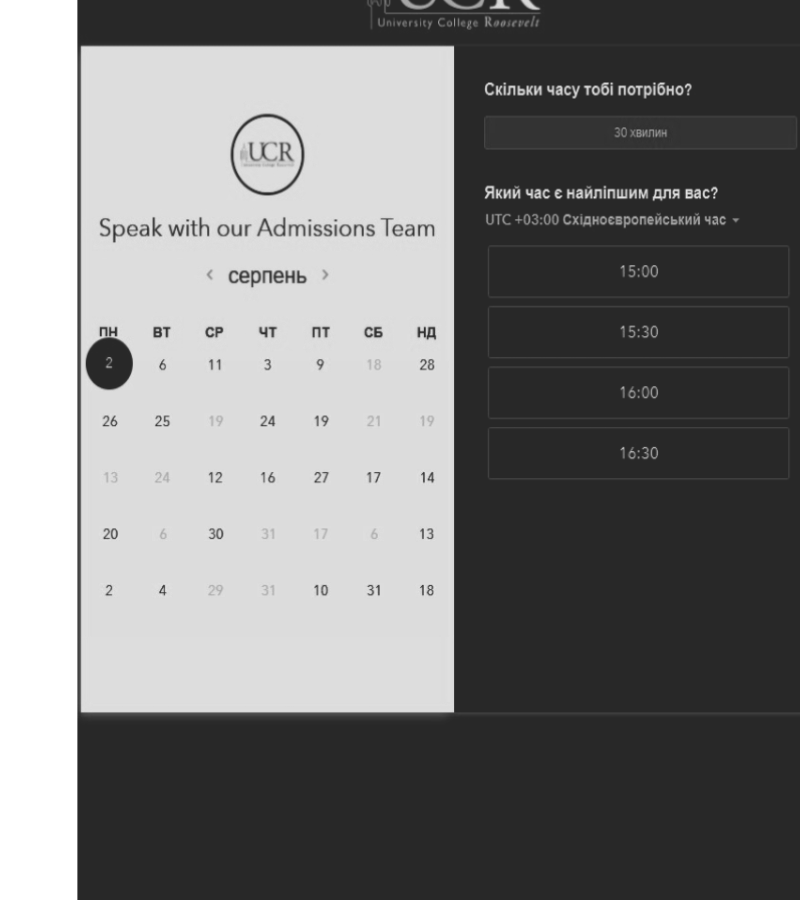 UCR
University College Roosevelt
UCR
Speak with our Admissions Team
< серпень >
ПН ВТ СР ЧТ ПТ СБ НД
2 6 11 3 9 18 28
26 25 19 24 19 21 19
13 24 12 16 27 17 14
20 6 30 31 17 6 13
2 4 29 31 10 31 18
Скільки часу тобі потрібно?
30 хвилин
Який час є найліпшим для вас?
UTC +03:00 Східноєвропейський час
15:00
15:30
16:00
16:30